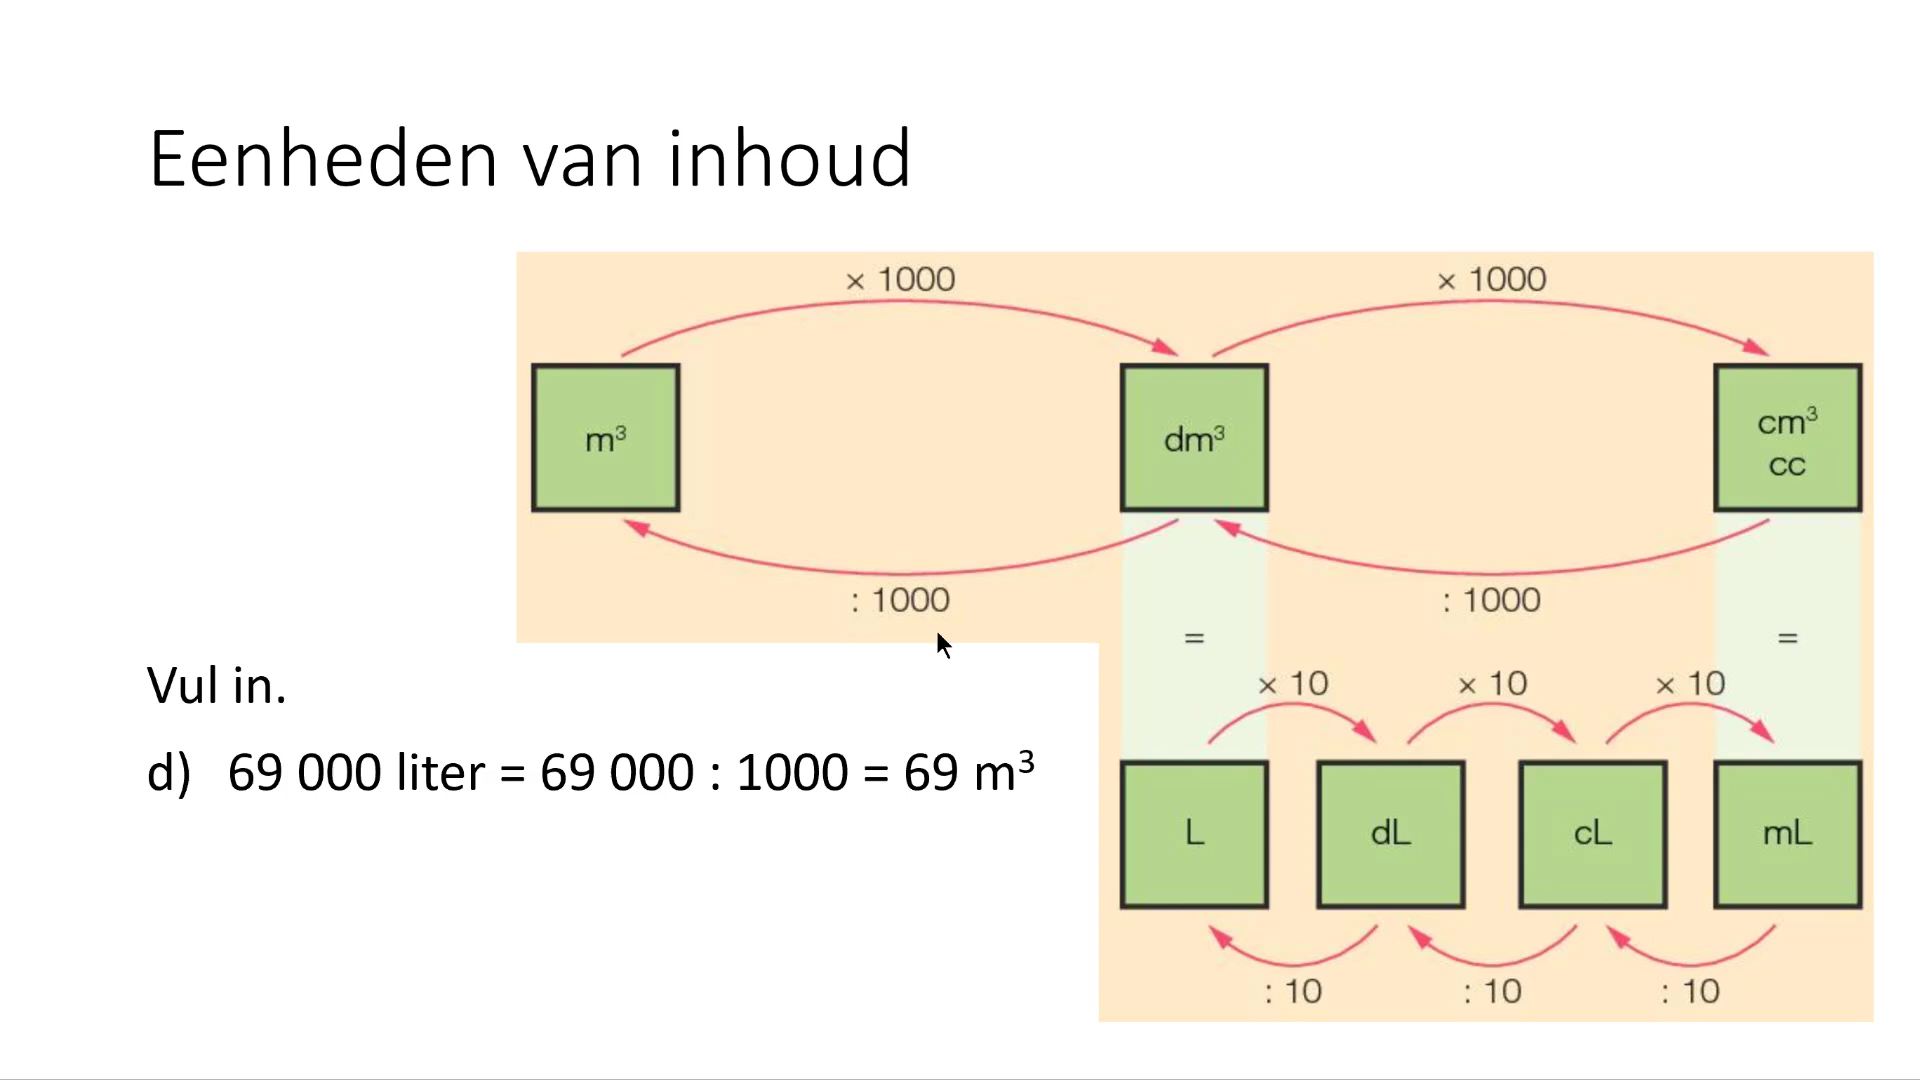 Eenheden van inhoud
× 1000
× 1000
m³
dm³
cm³
cc
: 1000
: 1000
=
=
× 10
× 10
× 10
Vul in.
d) 69 000 liter = 69 000 : 1000 = 69 m³
L
dL
cL
mL
: 10
: 10
: 10